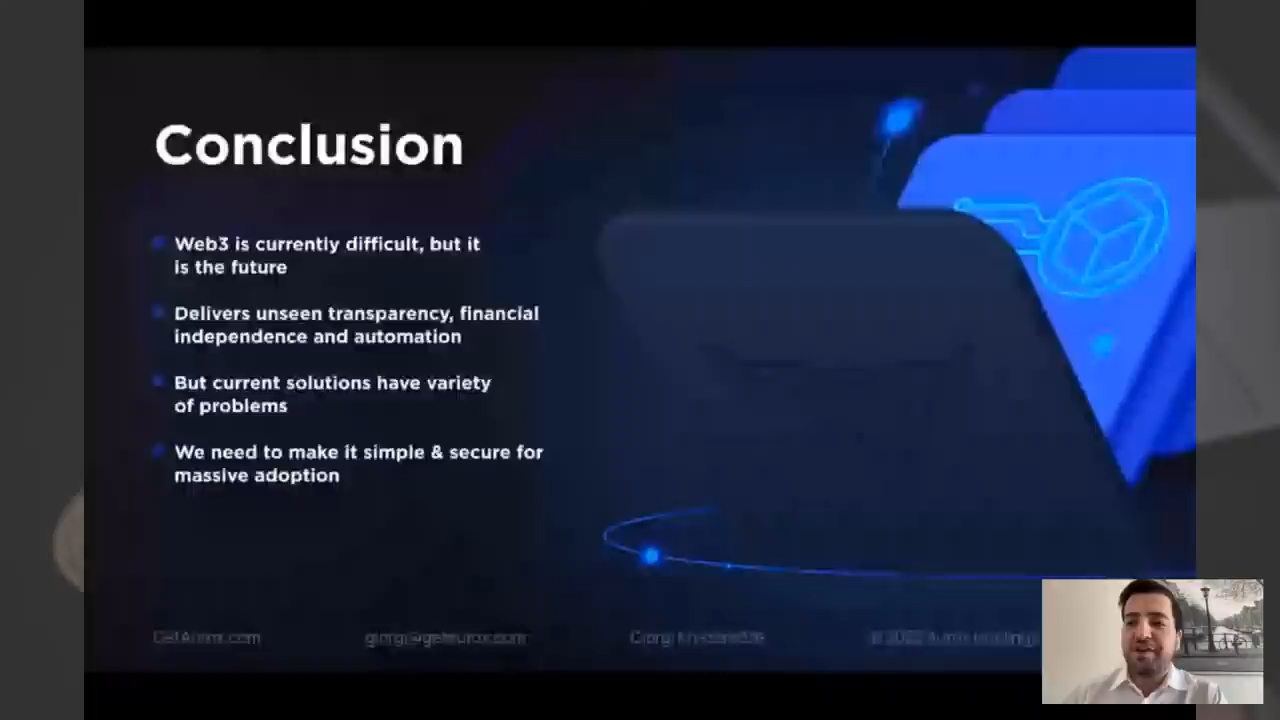 Conclusion
Web3 is currently difficult, but it
is the future
Delivers unseen transparency, financial
independence and automation
But current solutions have variety
of problems
We need to make it simple & secure for
massive adoption